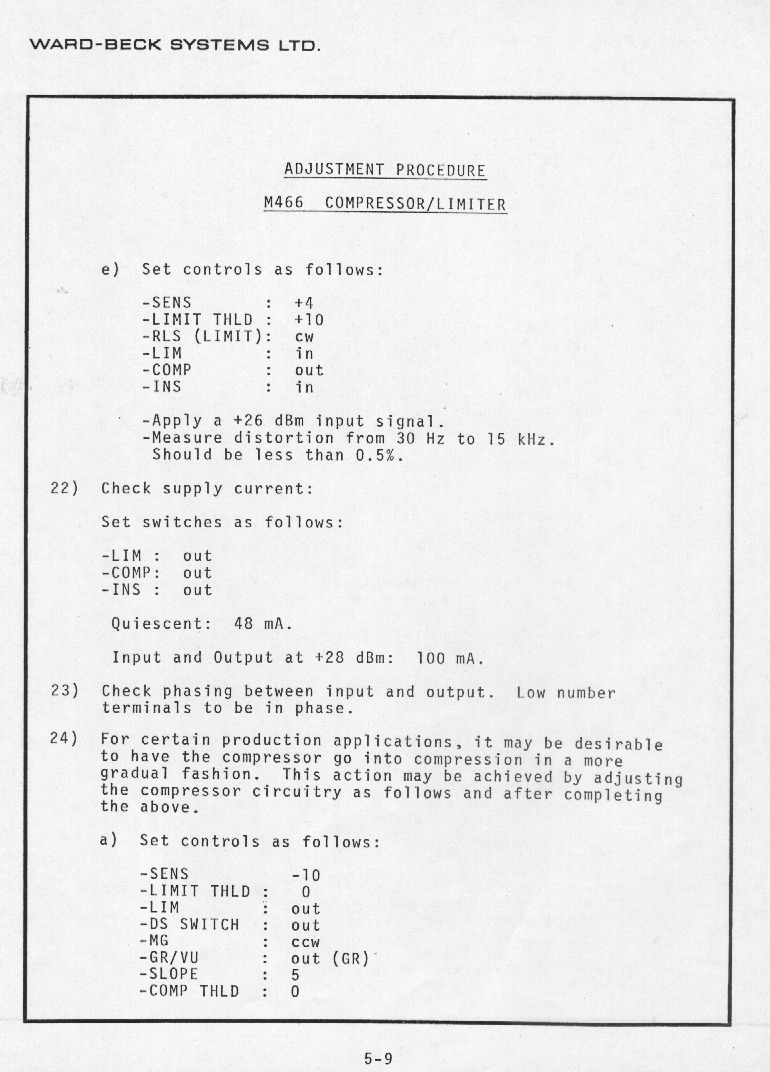 WARD-BECK SYSTEMS LTD.
ADJUSTMENT PROCEDURE
M466 COMPRESSOR/LIMITER
e) Set controls as follows:
-SENS : +4
-LIMIT THLD : +10
-RLS (LIMIT): cw
-LIM : in
-COMP : out
-INS : in
-Apply a +26 dBm input signal.
-Measure distortion from 30 Hz to 15 kHz.
Should be less than 0.5%.
22) Check supply current:
Set switches as follows:
-LIM : out
-COMP: out
-INS : out
Quiescent: 48 mA.
Input and Output at +28 dBm: 100 mA.
23) Check phasing between input and output. Low number
terminals to be in phase.
24) For certain production applications, it may be desirable
to have the compressor go into compression in a more
gradual fashion. This action may be achieved by adjusting
the compressor circuitry as follows and after completing
the above.
a) Set controls as follows:
-SENS -10
-LIMIT THLD : 0
-LIM : out
-DS SWITCH : out
-MG : ccw
-GR/VU : out (GR)
-SLOPE : 5
-COMP THLD : 0
5-9